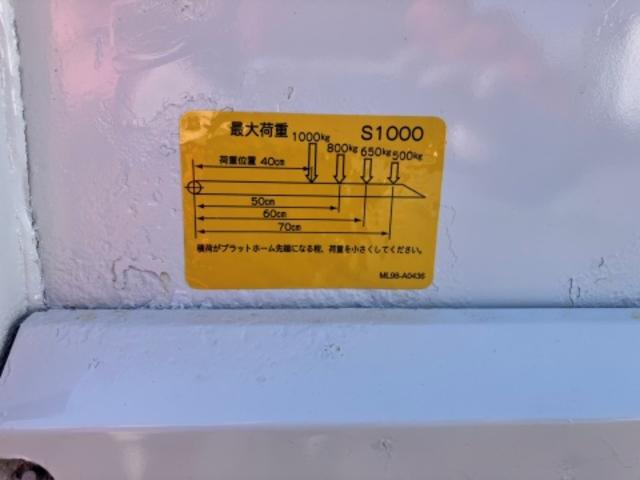 最大荷重 S1000
1000kg 800kg 650kg 500kg
荷重位置 40cm
50cm
60cm
70cm
積荷がプラットホーム先端になる程、荷重を小さくしてください。
ML98-A0436